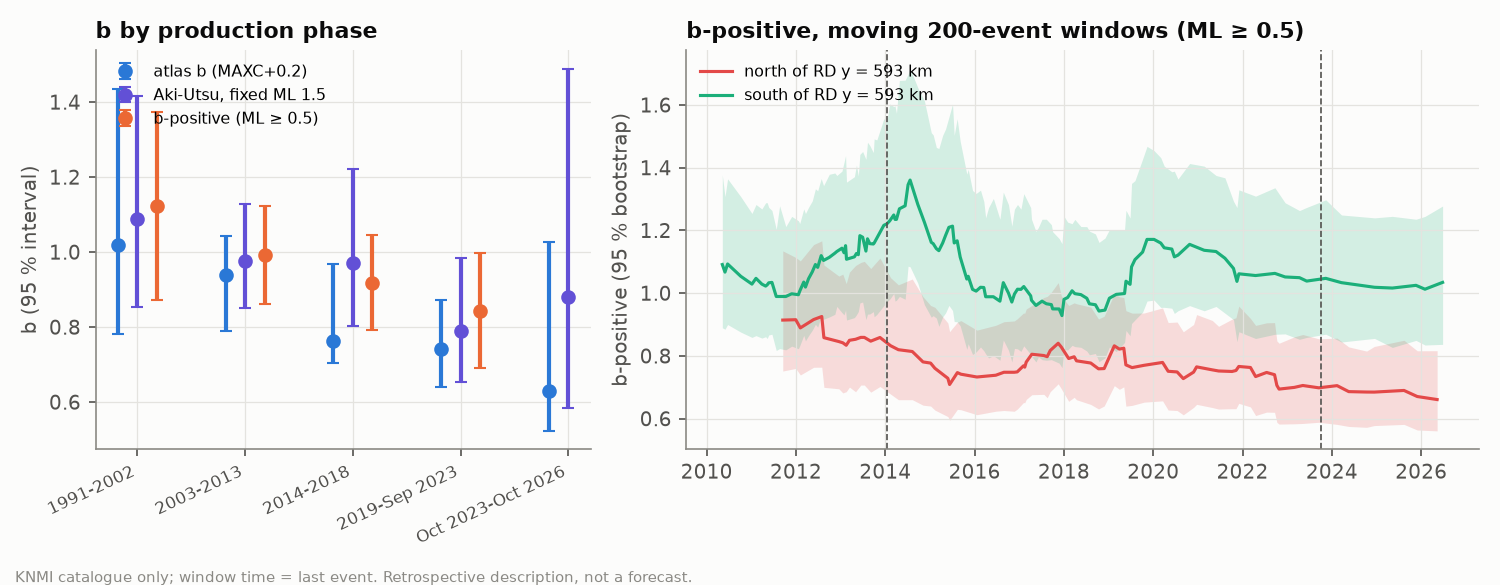 b by production phase
atlas b (MAXC+0.2)
Aki-Utsu, fixed ML 1.5
b-positive (ML ≥ 0.5)
b (95 % interval)
1.4
1.2
1.0
0.8
0.6
1991-2002
2003-2013
2014-2018
2019-Sep 2023
Oct 2023-Oct 2026
b-positive, moving 200-event windows (ML ≥ 0.5)
north of RD y = 593 km
south of RD y = 593 km
b-positive (95 % bootstrap)
1.6
1.4
1.2
1.0
0.8
0.6
2010
2012
2014
2016
2018
2020
2022
2024
2026
KNMI catalogue only; window time = last event. Retrospective description, not a forecast.